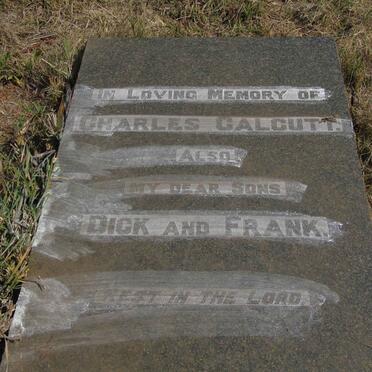 IN LOVING MEMORY OF
CHARLES CALCUTT.
ALSO
MY DEAR SONS
DICK AND FRANK.
REST IN THE LORD.